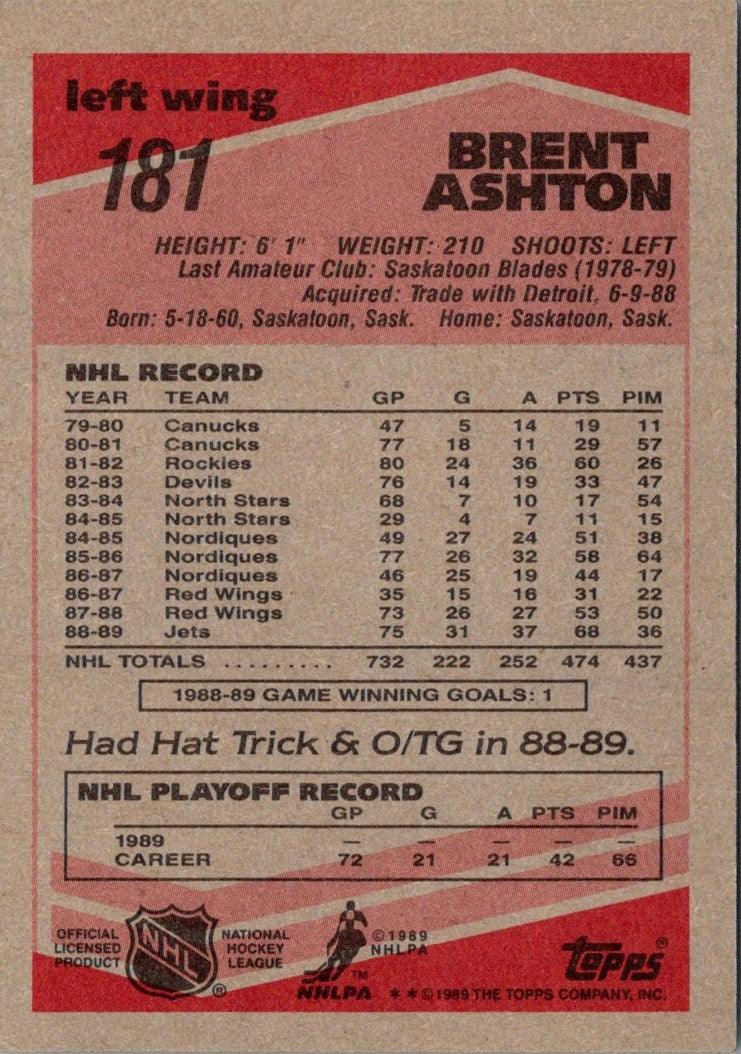 left wing
181
BRENT
ASHTON
HEIGHT: 6' 1" WEIGHT: 210 SHOOTS: LEFT
Last Amateur Club: Saskatoon Blades (1978-79)
Acquired: Trade with Detroit, 6-9-88
Born: 5-18-60, Saskatoon, Sask. Home: Saskatoon, Sask.
NHL RECORD
YEAR TEAM GP G A PTS PIM
79-80 Canucks 47 5 14 19 11
80-81 Canucks 77 18 11 29 57
81-82 Rockies 80 24 36 60 26
82-83 Devils 76 14 19 33 47
83-84 North Stars 68 7 10 17 54
84-85 North Stars 29 4 7 11 15
84-85 Nordiques 49 27 24 51 38
85-86 Nordiques 77 26 32 58 64
86-87 Nordiques 46 25 19 44 17
86-87 Red Wings 35 15 16 31 22
87-88 Red Wings 73 26 27 53 50
88-89 Jets 75 31 37 68 36
NHL TOTALS ......... 732 222 252 474 437
1988-89 GAME WINNING GOALS: 1
Had Hat Trick & O/TG in 88-89.
NHL PLAYOFF RECORD
GP G A PTS PIM
1989 — — — — —
CAREER 72 21 21 42 66
OFFICIAL LICENSED PRODUCT
NHL ®
NATIONAL HOCKEY LEAGUE
©1989 NHLPA
™
NHLPA
topps ®
* * © 1989 THE TOPPS COMPANY, INC.